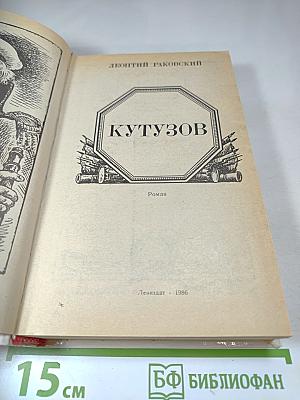 ЛЕОНТИЙ РАКОВСКИЙ
КУТУЗОВ
Роман
Лениздат • 1986
15 см
БФ БИБЛИОФАН